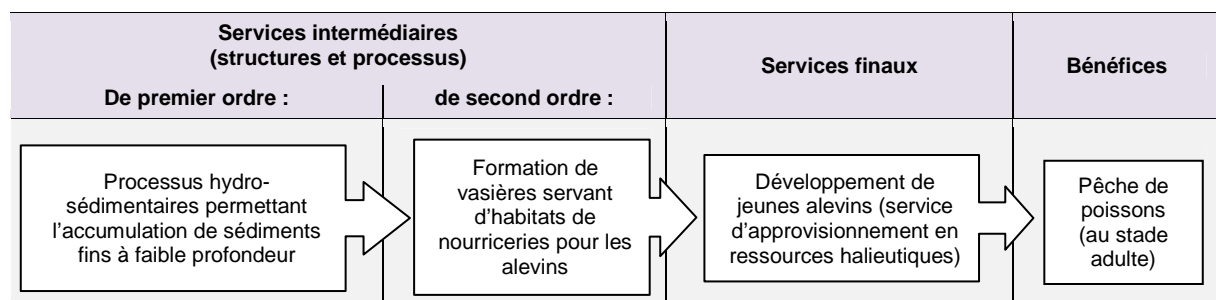 Services intermédiaires
(structures et processus)
Services finaux
Bénéfices
De premier ordre :
de second ordre :
Processus hydro-
sédimentaires permettant
l'accumulation de sédiments
fins à faible profondeur
Formation de
vasières servant
d'habitats de
nourriceries pour les
alevins
Développement de
jeunes alevins (service
d'approvisionnement en
ressources halieutiques)
Pêche de
poissons
(au stade
adulte)